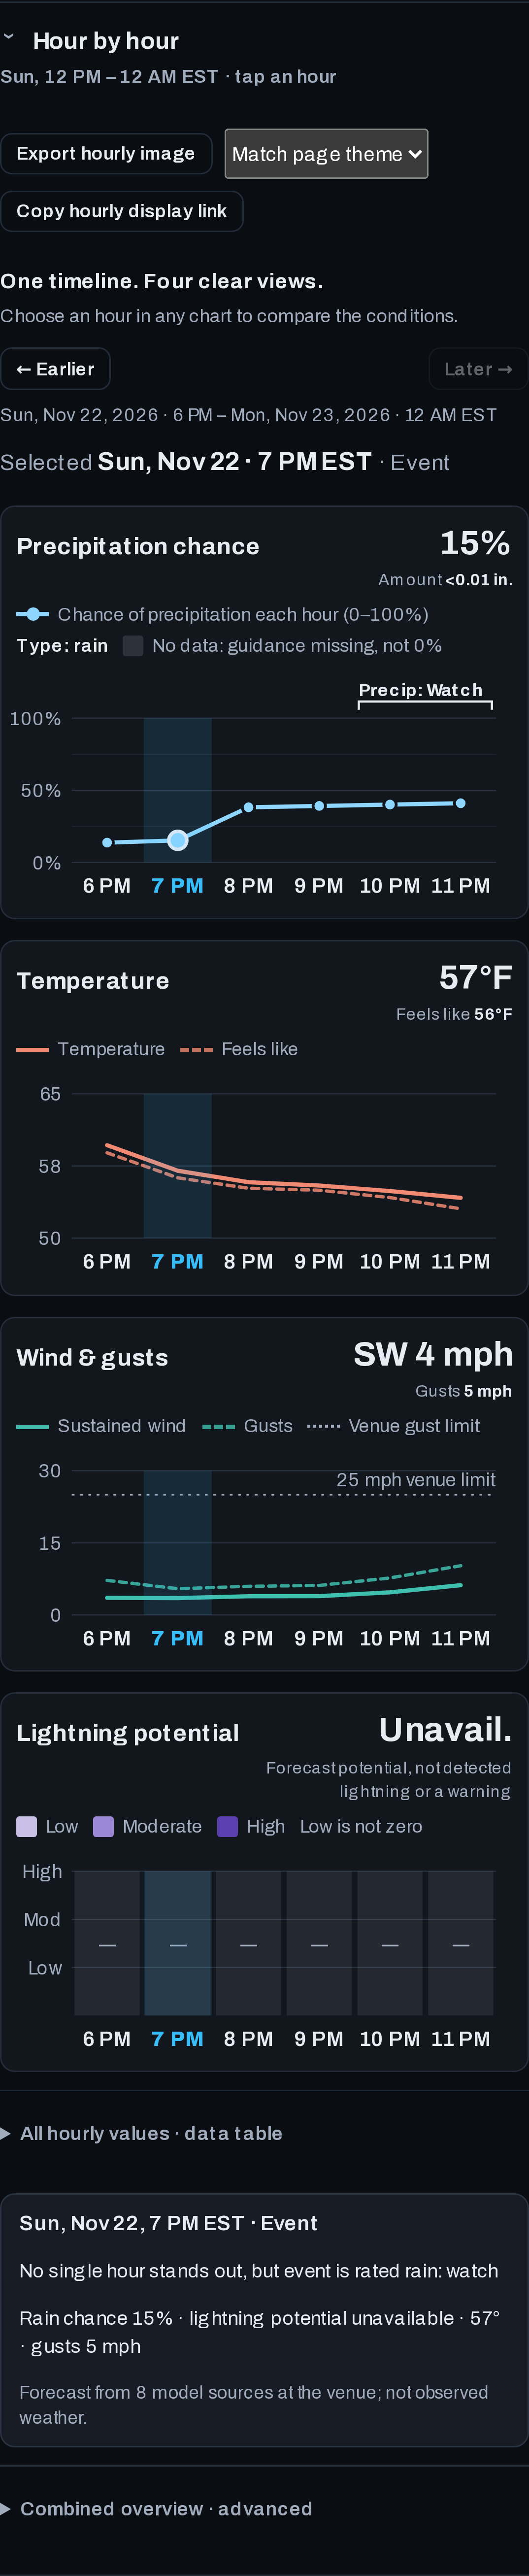 Hour by hour
Sun, 12 PM – 12 AM EST · tap an hour
Export hourly image
Match page theme
Copy hourly display link
One timeline. Four clear views.
Choose an hour in any chart to compare the conditions.
← Earlier
Later →
Sun, Nov 22, 2026 · 6 PM – Mon, Nov 23, 2026 · 12 AM EST
Selected Sun, Nov 22 · 7 PM EST · Event
Precipitation chance
15%
Amount <0.01 in.
Chance of precipitation each hour (0–100%)
Type: rain No data: guidance missing, not 0%
Precip: Watch
100%
50%
0%
6 PM 7 PM 8 PM 9 PM 10 PM 11 PM
Temperature
57°F
Feels like 56°F
Temperature Feels like
65
58
50
6 PM 7 PM 8 PM 9 PM 10 PM 11 PM
Wind & gusts
SW 4 mph
Gusts 5 mph
Sustained wind Gusts Venue gust limit
30
25 mph venue limit
15
0
6 PM 7 PM 8 PM 9 PM 10 PM 11 PM
Lightning potential
Unavail.
Forecast potential, not detected
lightning or a warning
Low Moderate High Low is not zero
High
Mod
— — — — — —
Low
6 PM 7 PM 8 PM 9 PM 10 PM 11 PM
All hourly values · data table
Sun, Nov 22, 7 PM EST · Event
No single hour stands out, but event is rated rain: watch
Rain chance 15% · lightning potential unavailable · 57°
· gusts 5 mph
Forecast from 8 model sources at the venue; not observed
weather.
Combined overview · advanced